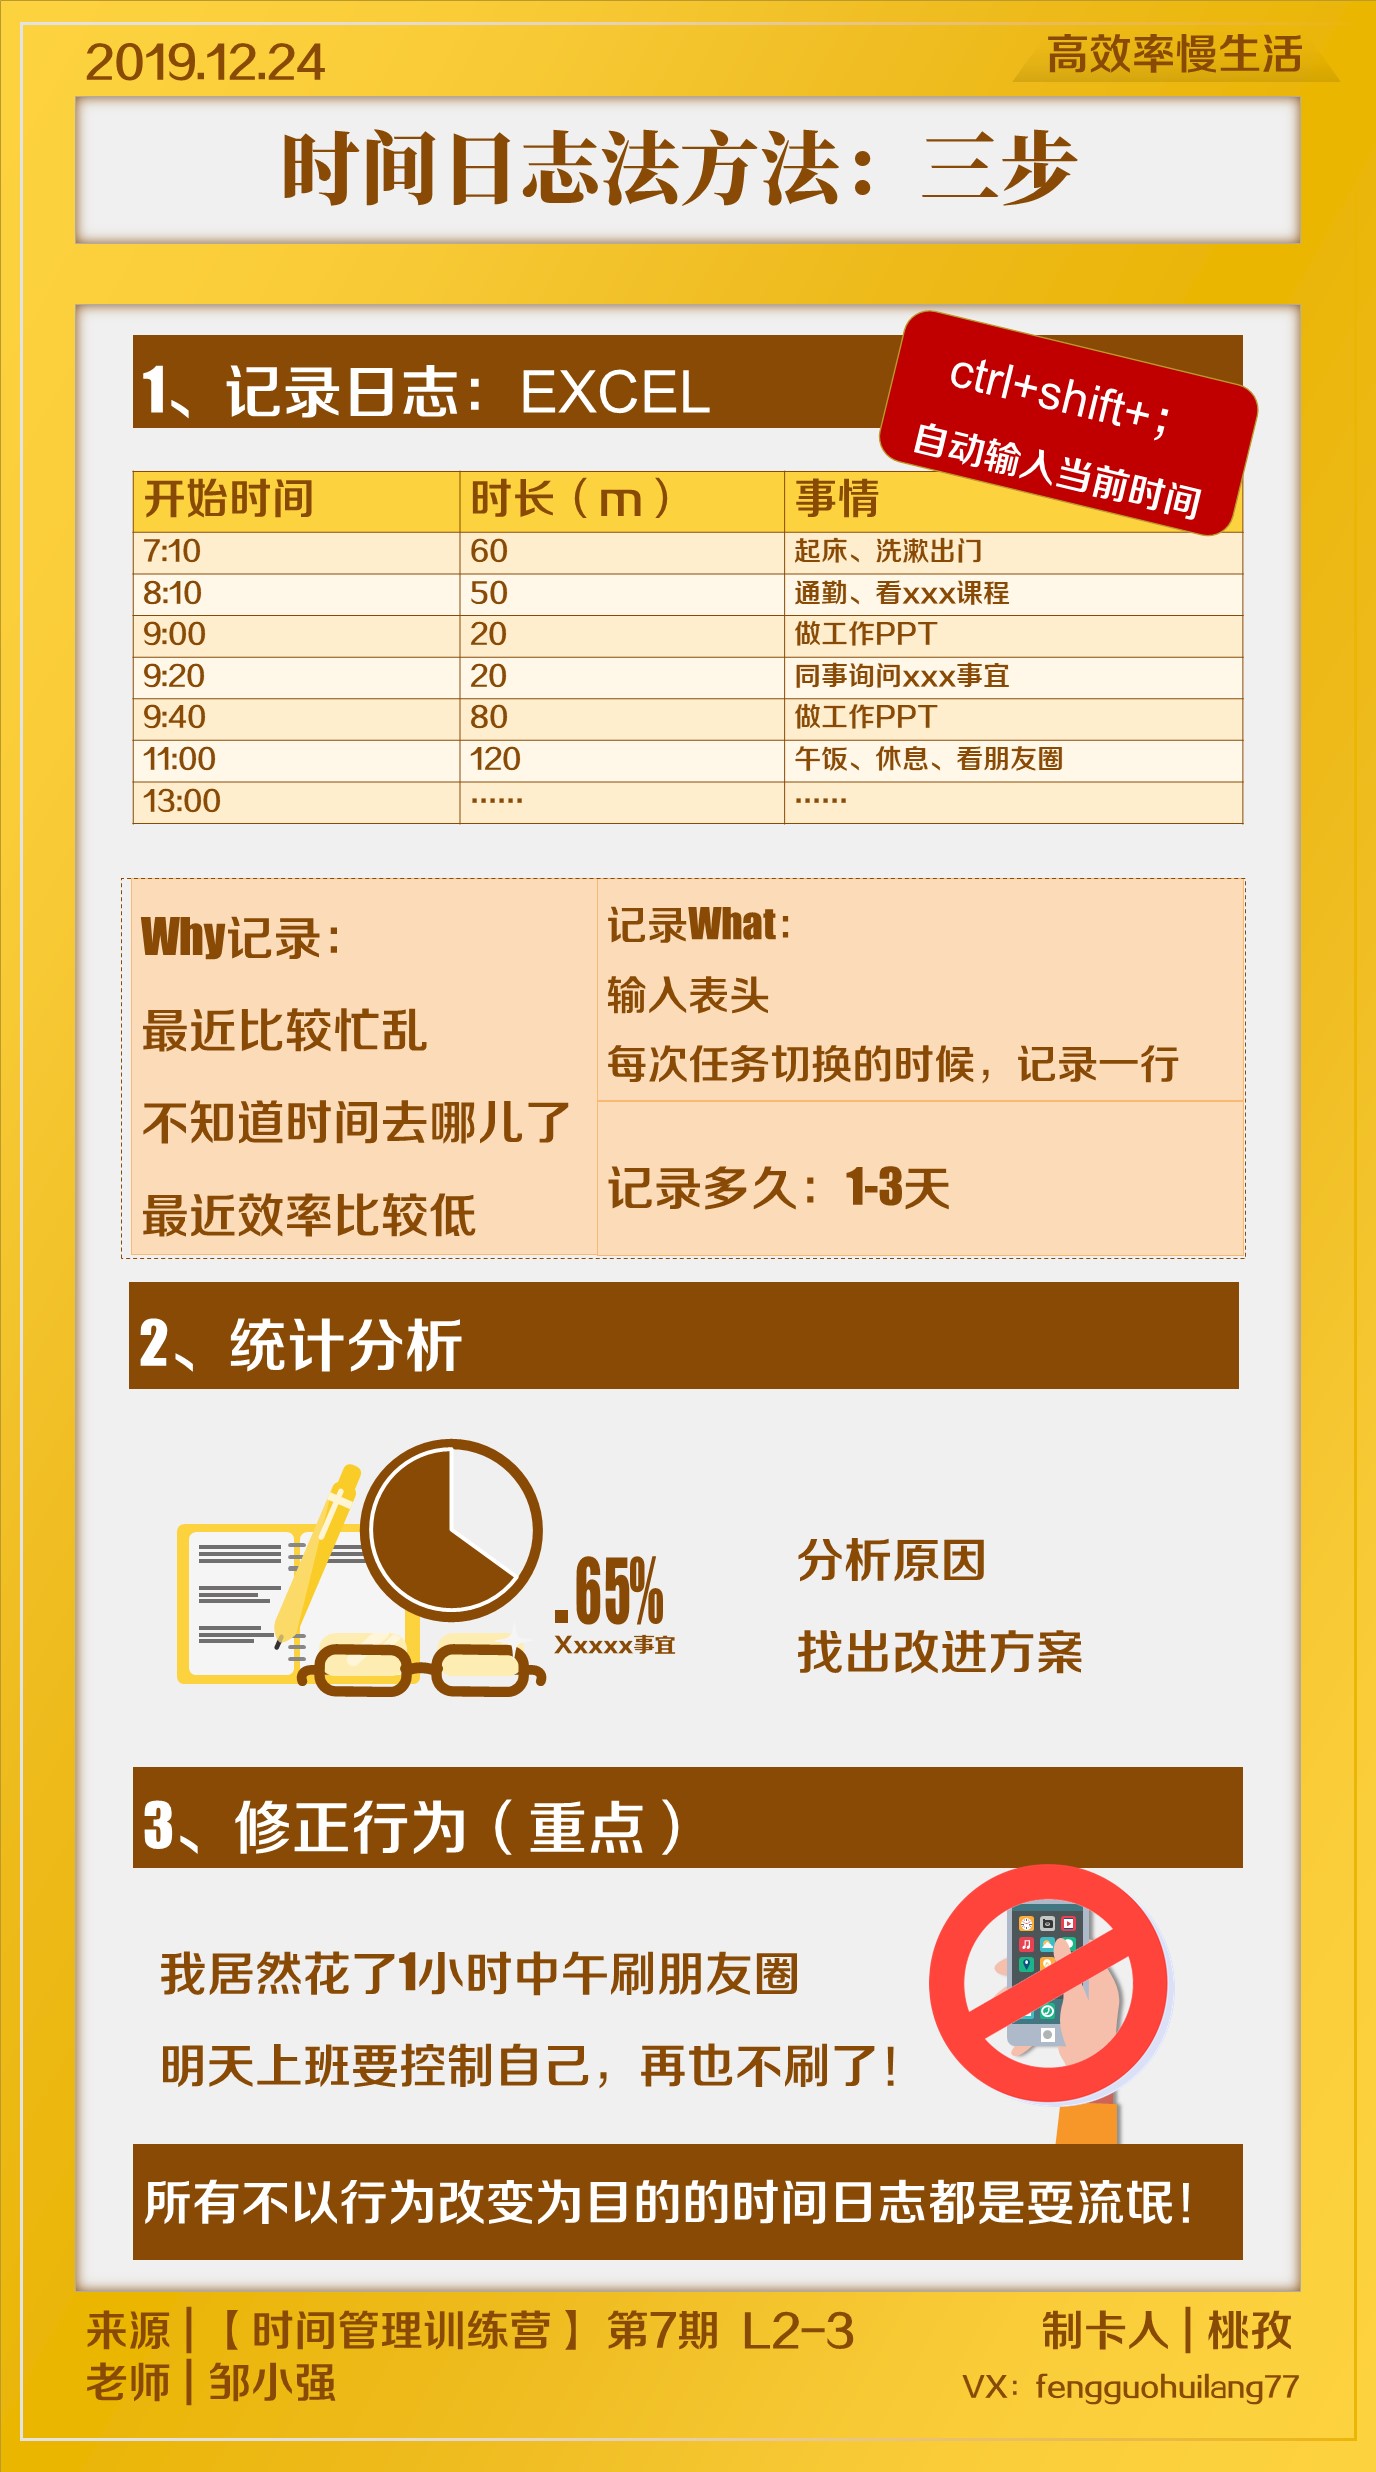 2019.12.24
高效率慢生活
时间日志法方法：三步
1、记录日志：EXCEL
ctrl+shift+；
自动输入当前时间
开始时间 时长（m） 事情
7:10 60 起床、洗漱出门
8:10 50 通勤、看xxx课程
9:00 20 做工作PPT
9:20 20 同事询问xxx事宜
9:40 80 做工作PPT
11:00 120 午饭、休息、看朋友圈
13:00 …… ……
Why记录：
最近比较忙乱
不知道时间去哪儿了
最近效率比较低
记录What：
输入表头
每次任务切换的时候，记录一行
记录多久：1-3天
2、统计分析
.65%
Xxxxx事宜
分析原因
找出改进方案
3、修正行为（重点）
我居然花了1小时中午刷朋友圈
明天上班要控制自己，再也不刷了！
所有不以行为改变为目的的时间日志都是耍流氓！
来源|【时间管理训练营】第7期 L2-3
老师|邹小强
制卡人|桃孜
VX：fengguohuilang77